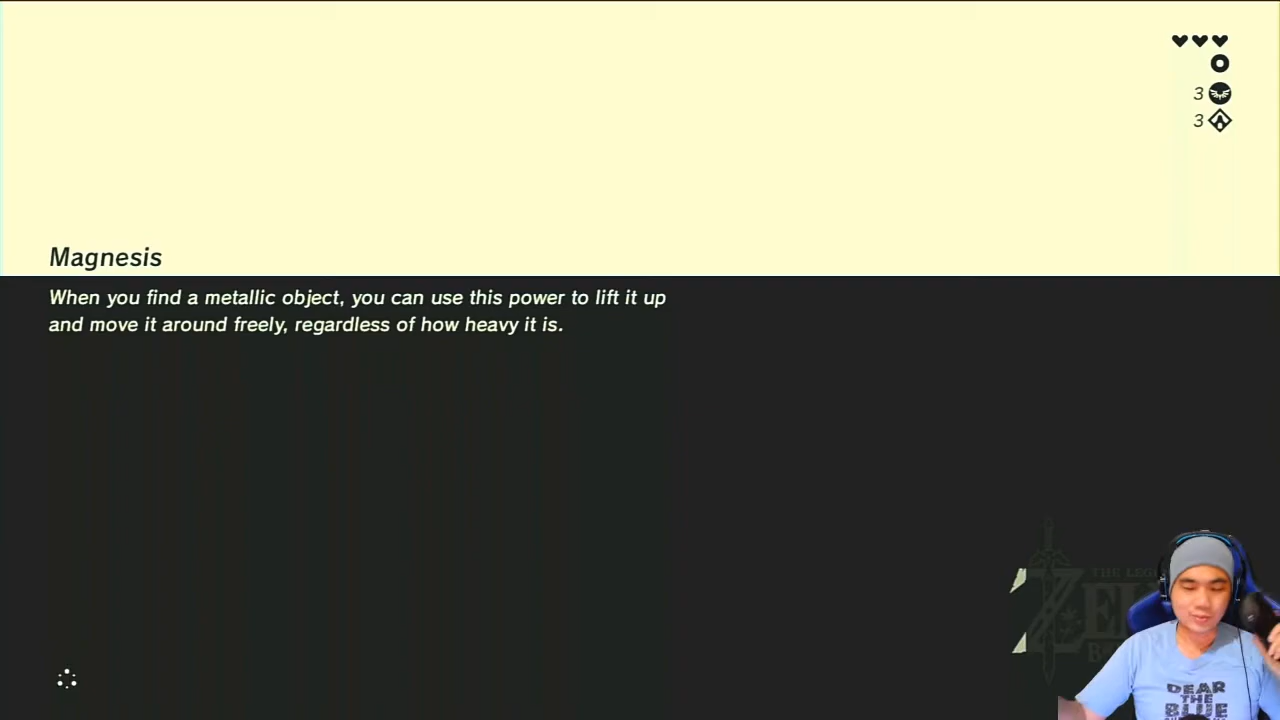 3
3
Magnesis
When you find a metallic object, you can use this power to lift it up
and move it around freely, regardless of how heavy it is.
THE
DEAR
THE
BLUE